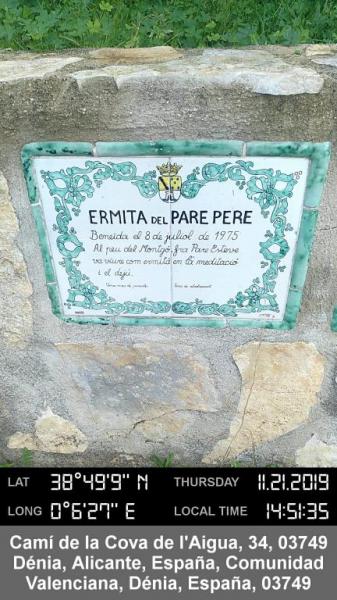 ERMITA DEL PARE PERE
Beneida el 8 de juliol de 1975
Al peu del Montgó, fra Pare Esteve
va viure com ermità en la meditació
i el dejú.
LAT 38°49'9" N THURSDAY 11.21.2019
LONG 0°6'27" E LOCAL TIME 14:51:35
Camí de la Cova de l'Aigua, 34, 03749
Dénia, Alicante, España, Comunidad
Valenciana, Dénia, España, 03749